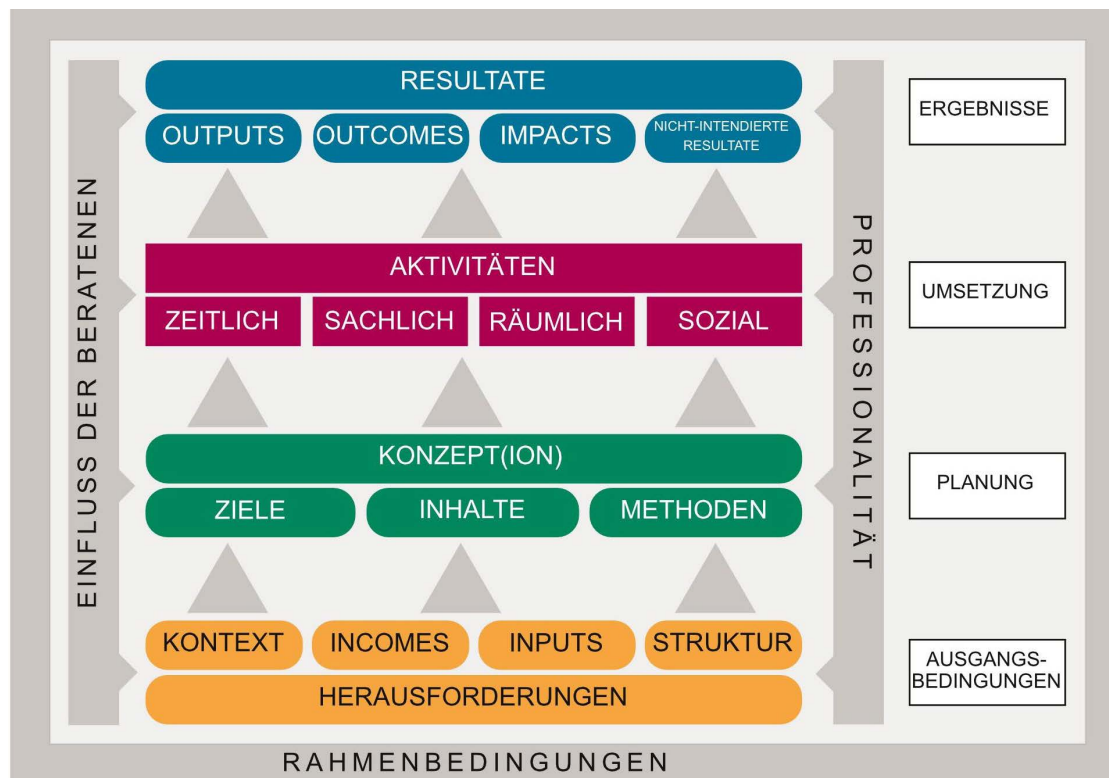 RESULTATE
OUTPUTS
OUTCOMES
IMPACTS
NICHT-INTENDIERTE
RESULTATE
ERGEBNISSE
AKTIVITÄTEN
ZEITLICH
SACHLICH
RÄUMLICH
SOZIAL
UMSETZUNG
KONZEPT(ION)
ZIELE
INHALTE
METHODEN
PLANUNG
KONTEXT
INCOMES
INPUTS
STRUKTUR
HERAUSFORDERUNGEN
AUSGANGS-
BEDINGUNGEN
EINFLUSS DER BERATENEN
PROFESSIONALITÄT
RAHMENBEDINGUNGEN